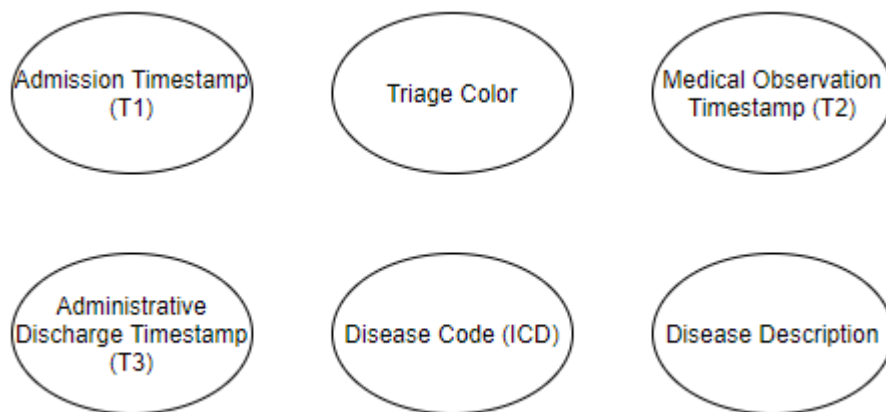 Admission Timestamp
(T1)
Triage Color
Medical Observation
Timestamp (T2)
Administrative
Discharge Timestamp
(T3)
Disease Code (ICD)
Disease Description